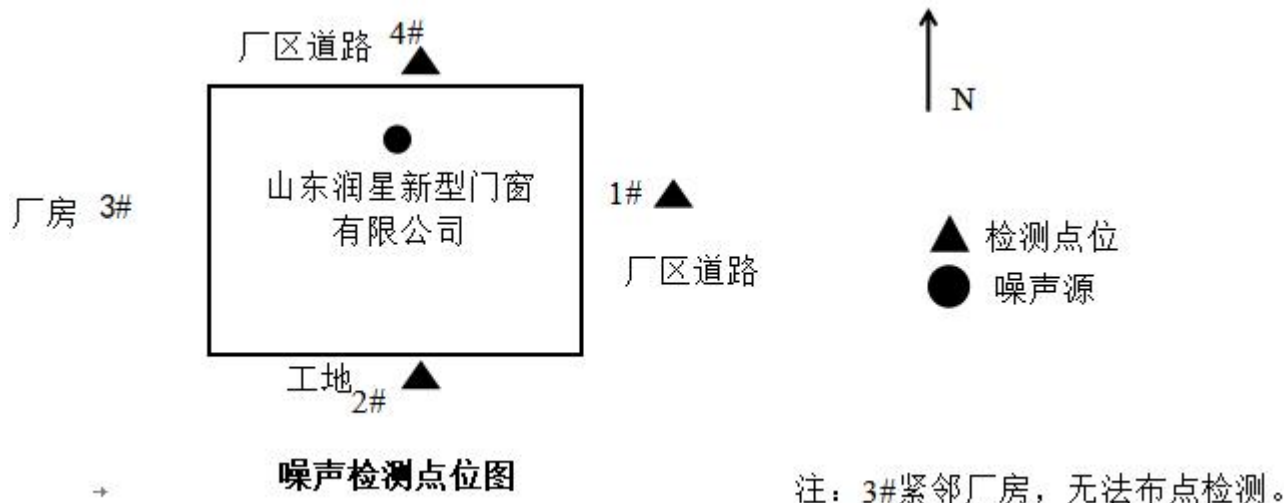 厂区道路 4#
N
山东润星新型门窗
有限公司
厂房 3#
1#
厂区道路
检测点位
噪声源
工地
2#
噪声检测点位图
注：3#紧邻厂房，无法布点检测。